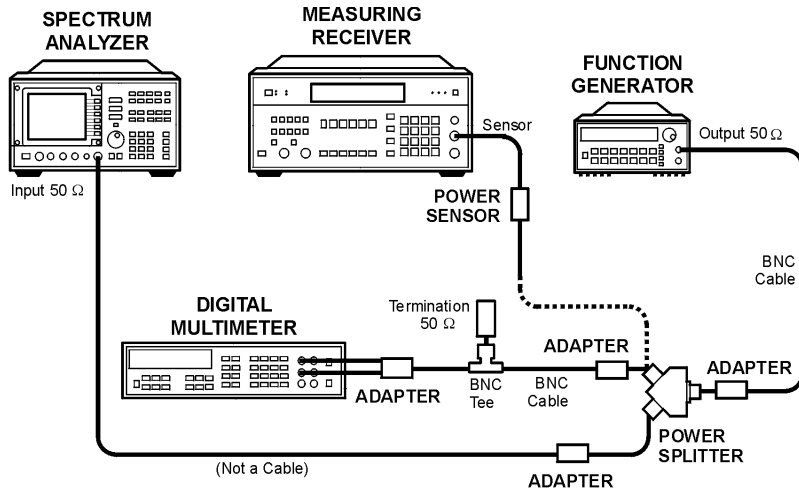 SPECTRUM
ANALYZER
MEASURING
RECEIVER
FUNCTION
GENERATOR
Sensor
Output 50 Ω
Input 50 Ω
POWER
SENSOR
BNC
Cable
DIGITAL
MULTIMETER
Termination
50 Ω
ADAPTER
ADAPTER
ADAPTER
BNC
Tee
BNC
Cable
POWER
SPLITTER
(Not a Cable)
ADAPTER